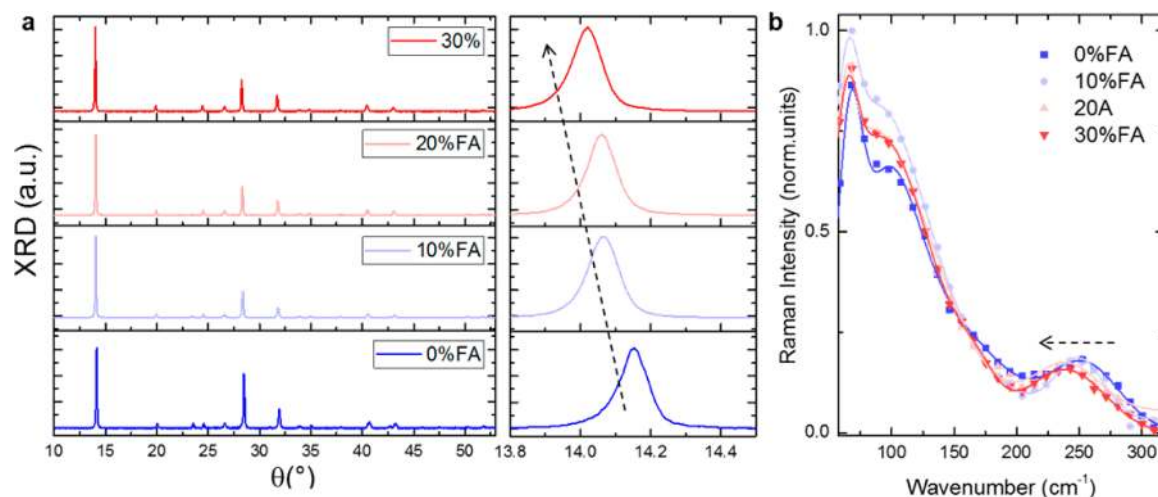 a
XRD (a.u.)
30%
20%FA
10%FA
0%FA
10 15 20 25 30 35 40 45 50
θ(°)
13.8 14.0 14.2 14.4
b
Raman Intensity (norm.units)
1.0
0.5
0.0
0%FA
10%FA
20A
30%FA
100 150 200 250 300
Wavenumber (cm⁻¹)